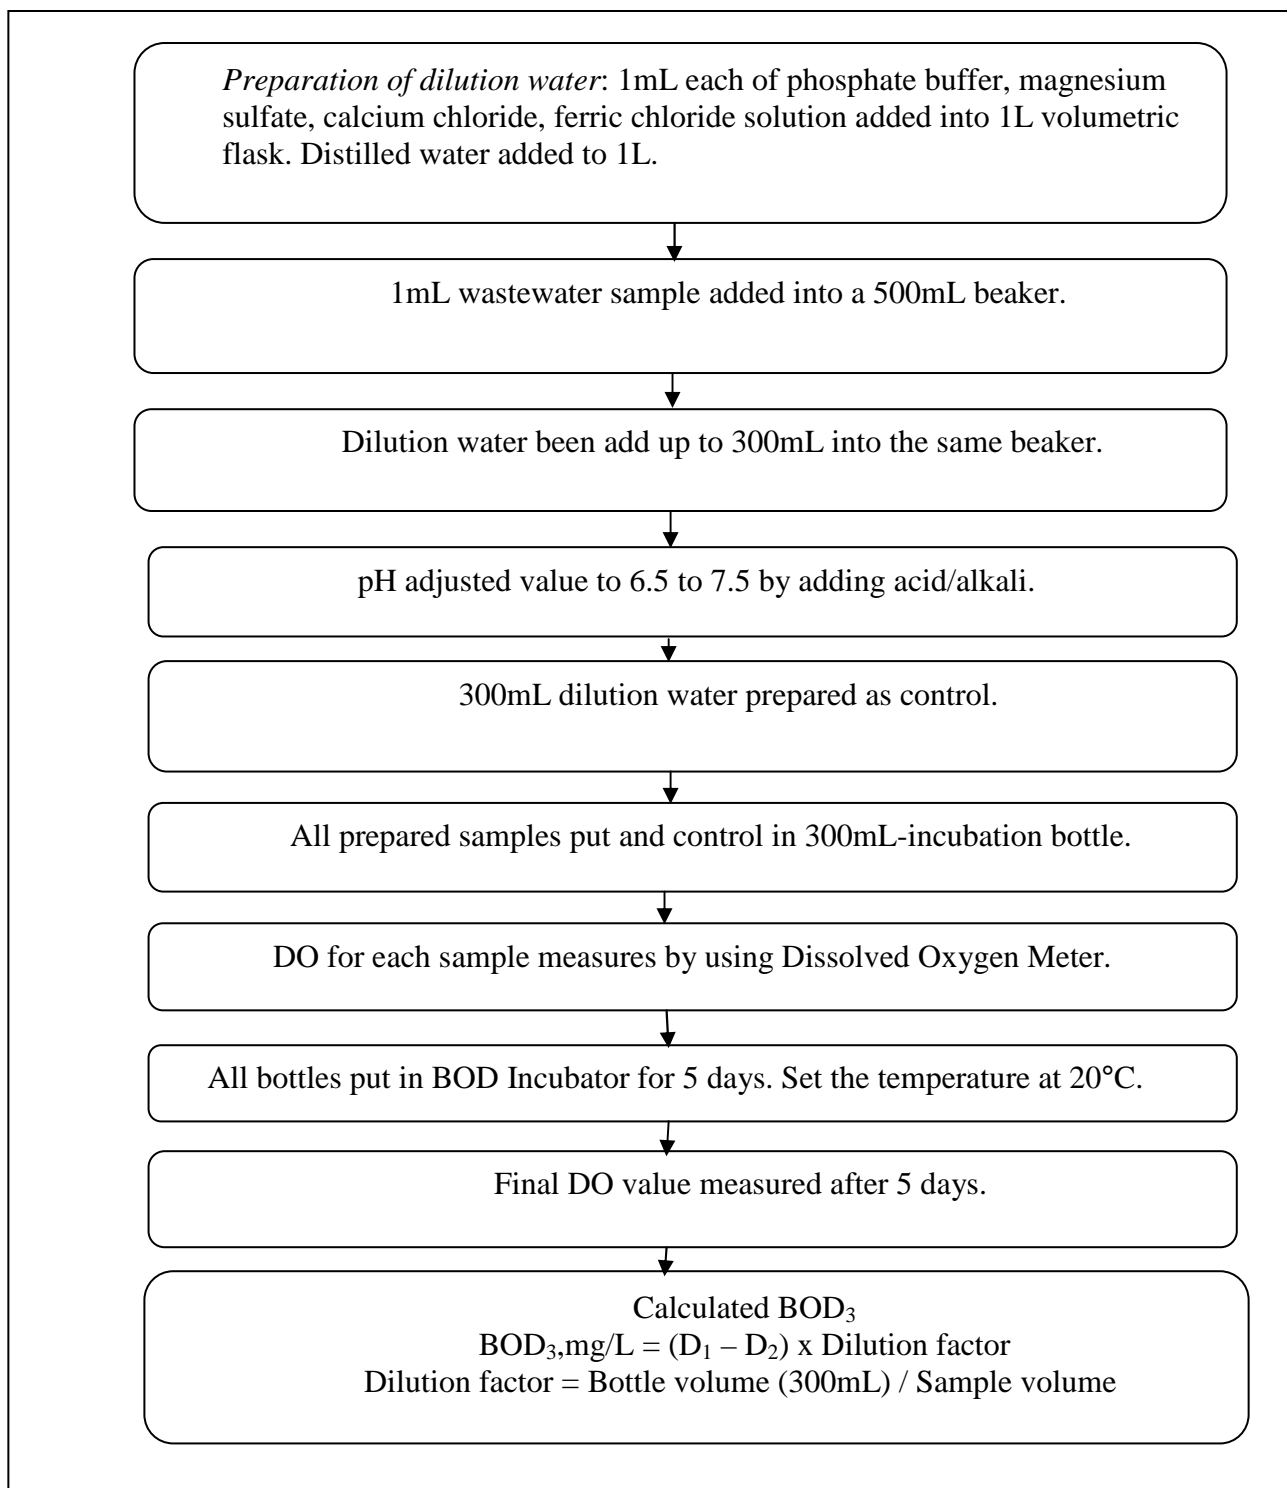 Preparation of dilution water: 1mL each of phosphate buffer, magnesium
sulfate, calcium chloride, ferric chloride solution added into 1L volumetric
flask. Distilled water added to 1L.
1mL wastewater sample added into a 500mL beaker.
Dilution water been add up to 300mL into the same beaker.
pH adjusted value to 6.5 to 7.5 by adding acid/alkali.
300mL dilution water prepared as control.
All prepared samples put and control in 300mL-incubation bottle.
DO for each sample measures by using Dissolved Oxygen Meter.
All bottles put in BOD Incubator for 5 days. Set the temperature at 20°C.
Final DO value measured after 5 days.
Calculated BOD₃
BOD₃,mg/L = (D₁ – D₂) x Dilution factor
Dilution factor = Bottle volume (300mL) / Sample volume